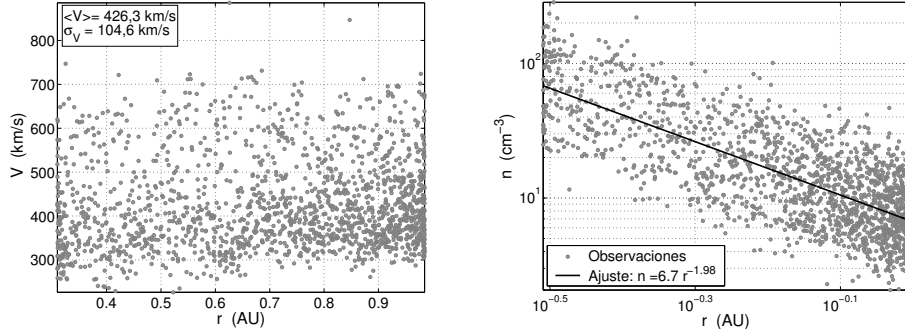 <V>= 426,3 km/s
σ_V = 104,6 km/s
800
700
600
500
400
300
V (km/s)
0.4 0.5 0.6 0.7 0.8 0.9
r (AU)
10^2
10^1
n (cm^−3)
Observaciones
Ajuste: n =6.7 r^−1.98
10^−0.5 10^−0.3 10^−0.1
r (AU)